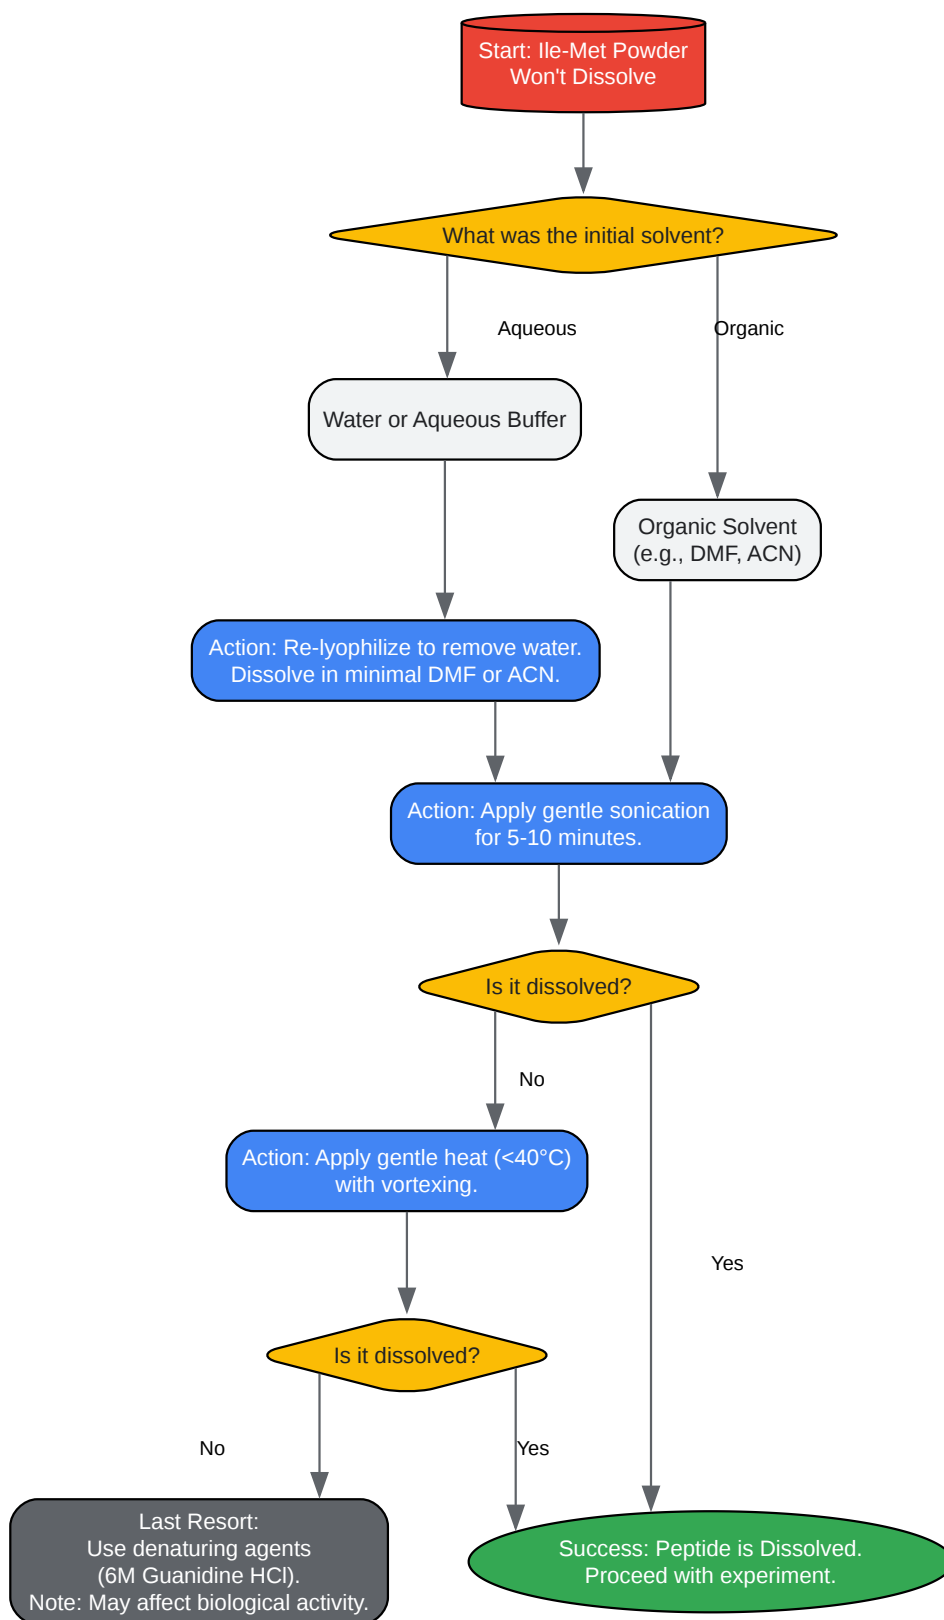 Start: Ile-Met Powder
Won't Dissolve
What was the initial solvent?
Aqueous
Organic
Water or Aqueous Buffer
Organic Solvent
(e.g., DMF, ACN)
Action: Re-lyophilize to remove water.
Dissolve in minimal DMF or ACN.
Action: Apply gentle sonication
for 5-10 minutes.
Is it dissolved?
No
Action: Apply gentle heat (<40°C)
with vortexing.
Yes
Is it dissolved?
No
Yes
Last Resort:
Use denaturing agents
(6M Guanidine HCl).
Note: May affect biological activity.
Success: Peptide is Dissolved.
Proceed with experiment.